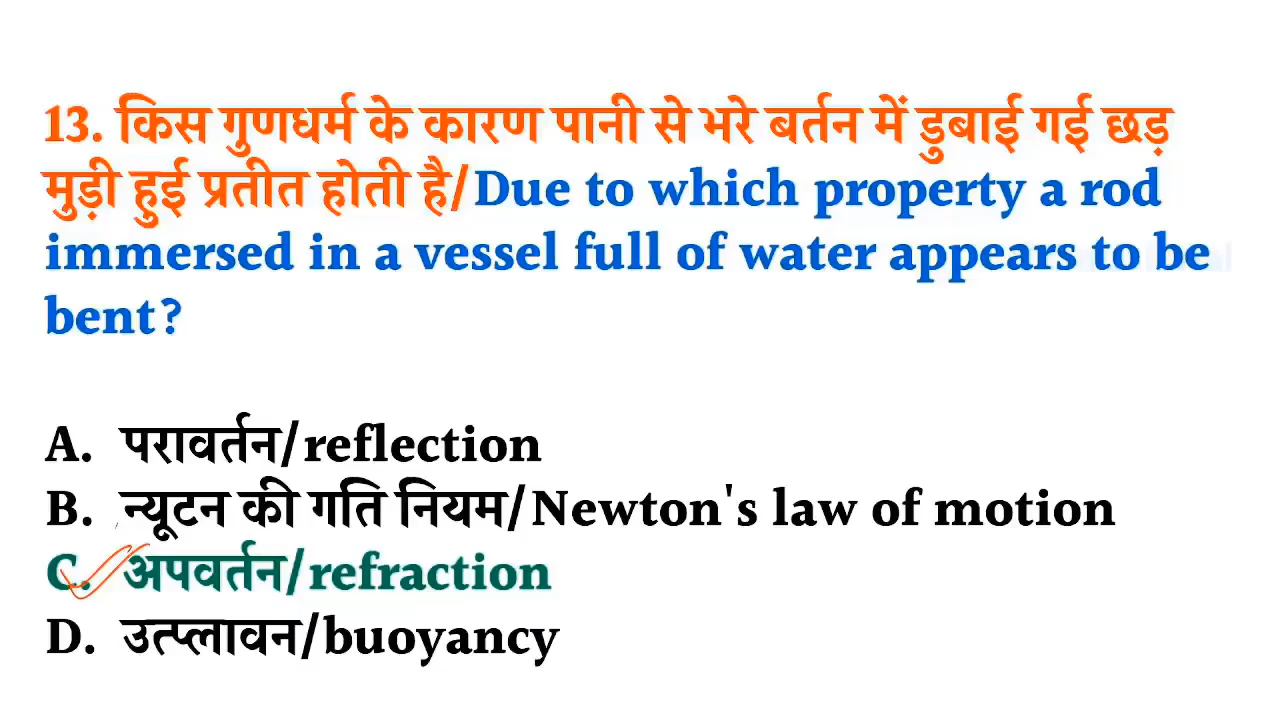 13. किस गुणधर्म के कारण पानी से भरे बर्तन में डुबाई गई छड़
मुड़ी हुई प्रतीत होती है/Due to which property a rod
immersed in a vessel full of water appears to be
bent?
A. परावर्तन/reflection
B. न्यूटन की गति नियम/Newton's law of motion
C. अपवर्तन/refraction
D. उत्प्लावन/buoyancy